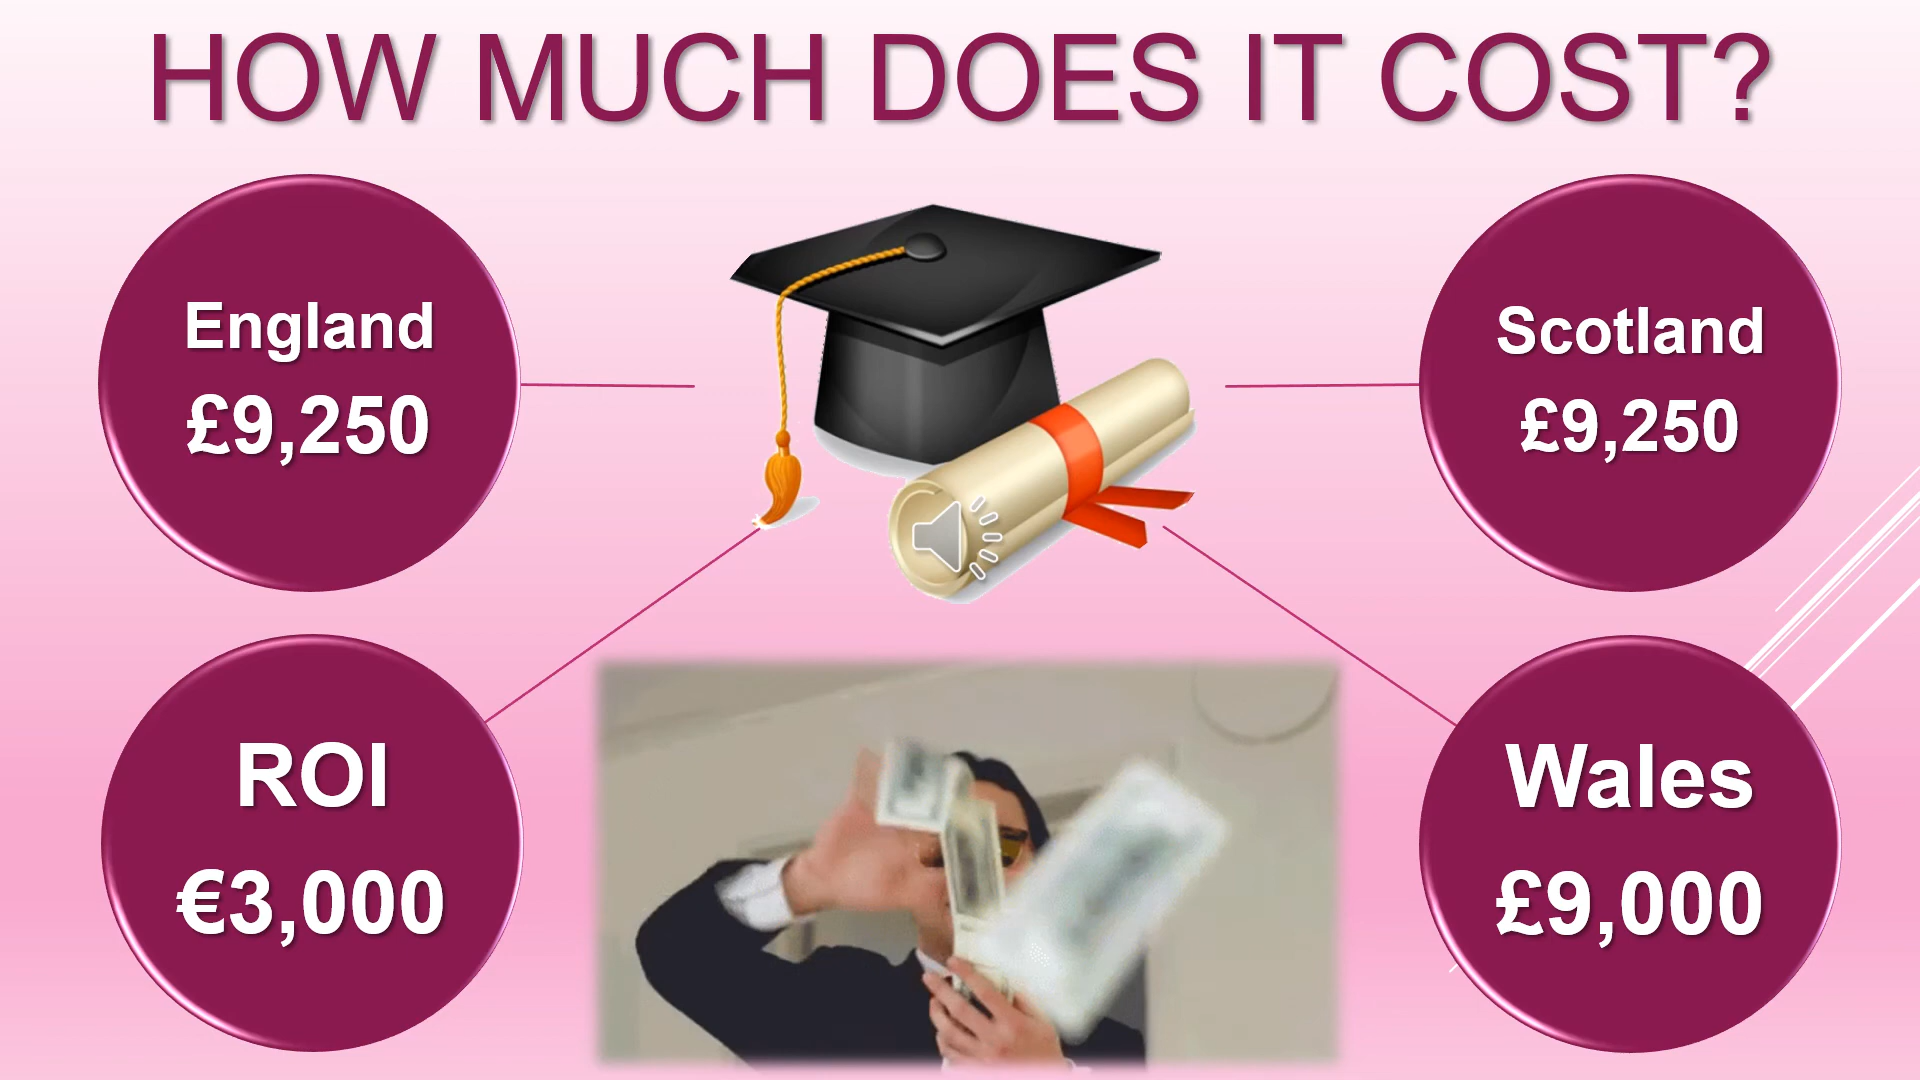 HOW MUCH DOES IT COST?
England
£9,250
Scotland
£9,250
ROI
€3,000
Wales
£9,000